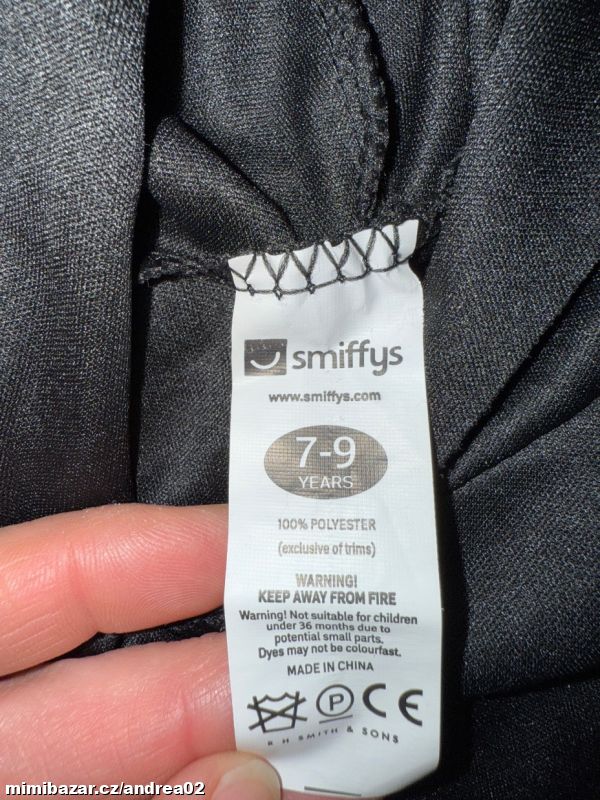 smiffys
www.smiffys.com
7-9
YEARS
100% POLYESTER
(exclusive of trims)
WARNING!
KEEP AWAY FROM FIRE
Warning! Not suitable for children
under 36 months due to
potential small parts.
Dyes may not be colourfast.
MADE IN CHINA
P CE
R H SMITH & SONS
mimibazar.cz/andrea02